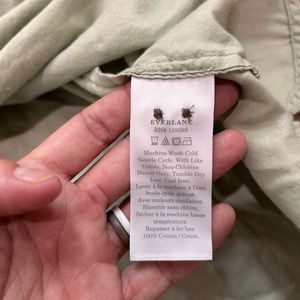 EVERLANE
RN# 139398
Machine Wash Cold
Gentle Cycle. With Like
Colors. Non-Chlorine
Bleach Only. Tumble Dry
Low. Cool Iron.
Laver à la machine à l'eau
froide cycle délicat.
Avec couleurs similaires.
Blanchir sans chlore.
Sécher à la machine basse
température.
Repasser à fer bas.
100% Cotton / Coton.